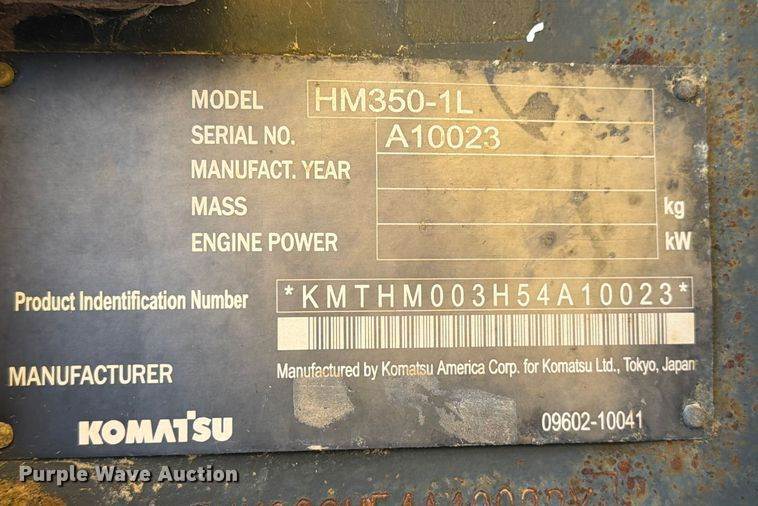 MODEL HM350-1L
SERIAL NO. A10023
MANUFACT. YEAR
MASS kg
ENGINE POWER kW
Product Indentification Number *KMTHM003H54A10023*
MANUFACTURER Manufactured by Komatsu America Corp. for Komatsu Ltd., Tokyo, Japan
KOMATSU 09602-10041
Purple Wave Auction